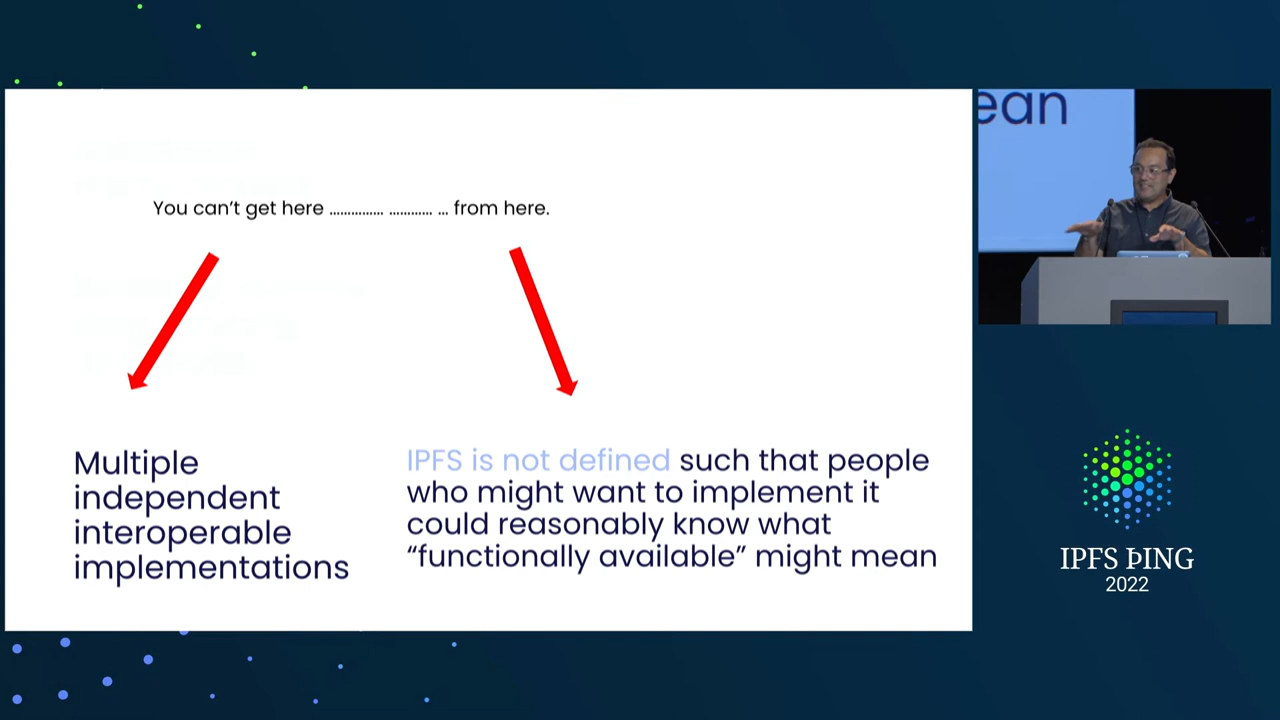 You can't get here ............... ............ ... from here.
Multiple
independent
interoperable
implementations
IPFS is not defined such that people
who might want to implement it
could reasonably know what
“functionally available” might mean
ean
IPFS ÞING
2022